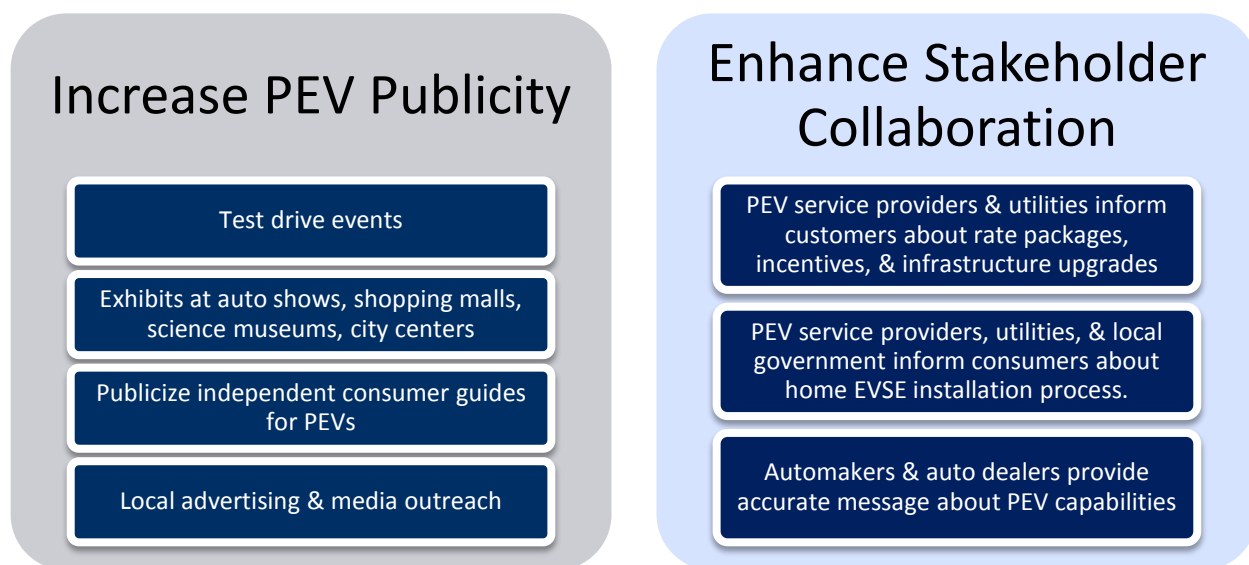 Increase PEV Publicity
Test drive events
Exhibits at auto shows, shopping malls,
science museums, city centers
Publicize independent consumer guides
for PEVs
Local advertising & media outreach
Enhance Stakeholder
Collaboration
PEV service providers & utilities inform
customers about rate packages,
incentives, & infrastructure upgrades
PEV service providers, utilities, & local
government inform consumers about
home EVSE installation process.
Automakers & auto dealers provide
accurate message about PEV capabilities